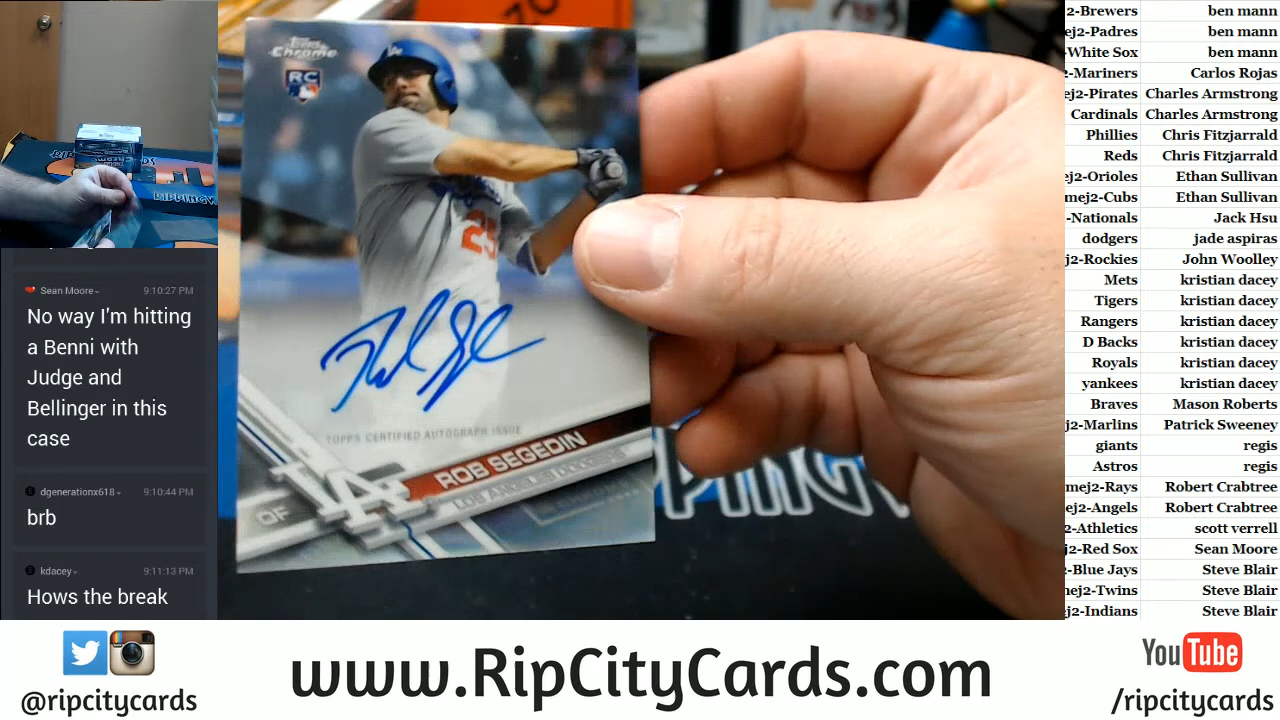 Topps
Chrome
RC
25
TOPPS CERTIFIED AUTOGRAPH ISSUE
ROB SEGEDIN
LOS ANGELES DODGERS
OF
LA
Sean Moore 9:10:27 PM
No way I'm hitting
a Benni with
Judge and
Bellinger in this
case
dgenerationx618 9:10:44 PM
brb
kdacey 9:11:13 PM
Hows the break
2-Brewers ben mann
ej2-Padres ben mann
-White Sox ben mann
2-Mariners Carlos Rojas
ej2-Pirates Charles Armstrong
Cardinals Charles Armstrong
Phillies Chris Fitzjarrald
Reds Chris Fitzjarrald
ej2-Orioles Ethan Sullivan
mej2-Cubs Ethan Sullivan
-Nationals Jack Hsu
dodgers jade aspiras
j2-Rockies John Woolley
Mets kristian dacey
Tigers kristian dacey
Rangers kristian dacey
D Backs kristian dacey
Royals kristian dacey
yankees kristian dacey
Braves Mason Roberts
j2-Marlins Patrick Sweeney
giants regis
Astros regis
mej2-Rays Robert Crabtree
ej2-Angels Robert Crabtree
2-Athletics scott verrell
j2-Red Sox Sean Moore
2-Blue Jays Steve Blair
nej2-Twins Steve Blair
j2-Indians Steve Blair
@ripcitycards
www.RipCityCards.com
YouTube
/ripcitycards